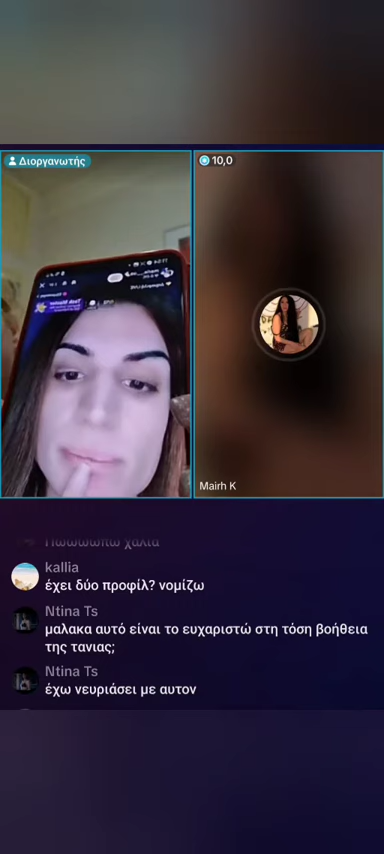 Διοργανωτής
10,0
Mairh K
kallia
έχει δύο προφίλ? νομίζω
Ntina Ts
μαλακα αυτό είναι το ευχαριστώ στη τόση βοήθεια
της τανιας;
Ntina Ts
έχω νευριάσει με αυτον